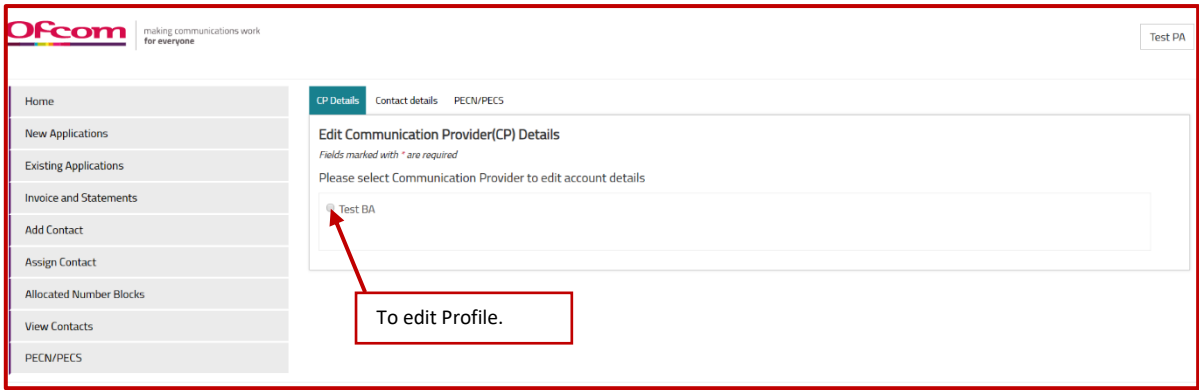 Ofcom
making communications work
for everyone
Test PA
Home
New Applications
Existing Applications
Invoice and Statements
Add Contact
Assign Contact
Allocated Number Blocks
View Contacts
PECN/PECS
CP Details Contact details PECN/PECS
Edit Communication Provider(CP) Details
Fields marked with * are required
Please select Communication Provider to edit account details
Test BA
To edit Profile.